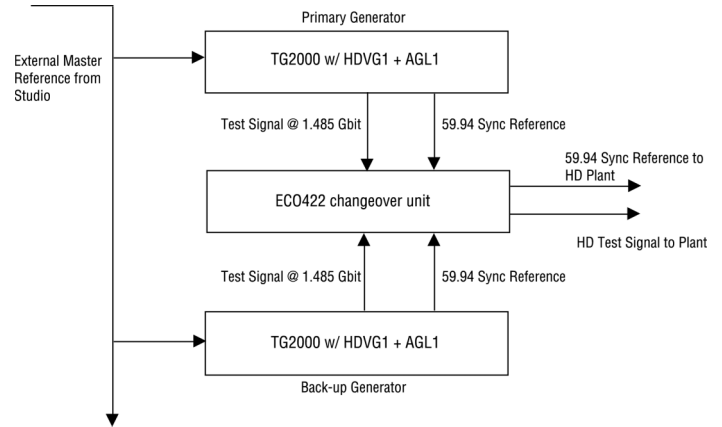 Primary Generator
TG2000 w/ HDVG1 + AGL1
External Master
Reference from
Studio
Test Signal @ 1.485 Gbit
59.94 Sync Reference
59.94 Sync Reference to
HD Plant
ECO422 changeover unit
HD Test Signal to Plant
Test Signal @ 1.485 Gbit
59.94 Sync Reference
TG2000 w/ HDVG1 + AGL1
Back-up Generator